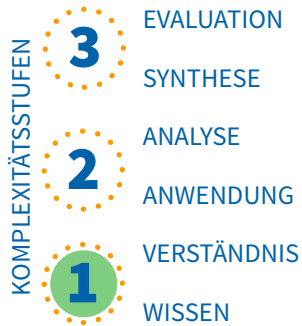 KOMPLEXITÄTSSTUFEN
3
EVALUATION
SYNTHESE
2
ANALYSE
ANWENDUNG
1
VERSTÄNDNIS
WISSEN